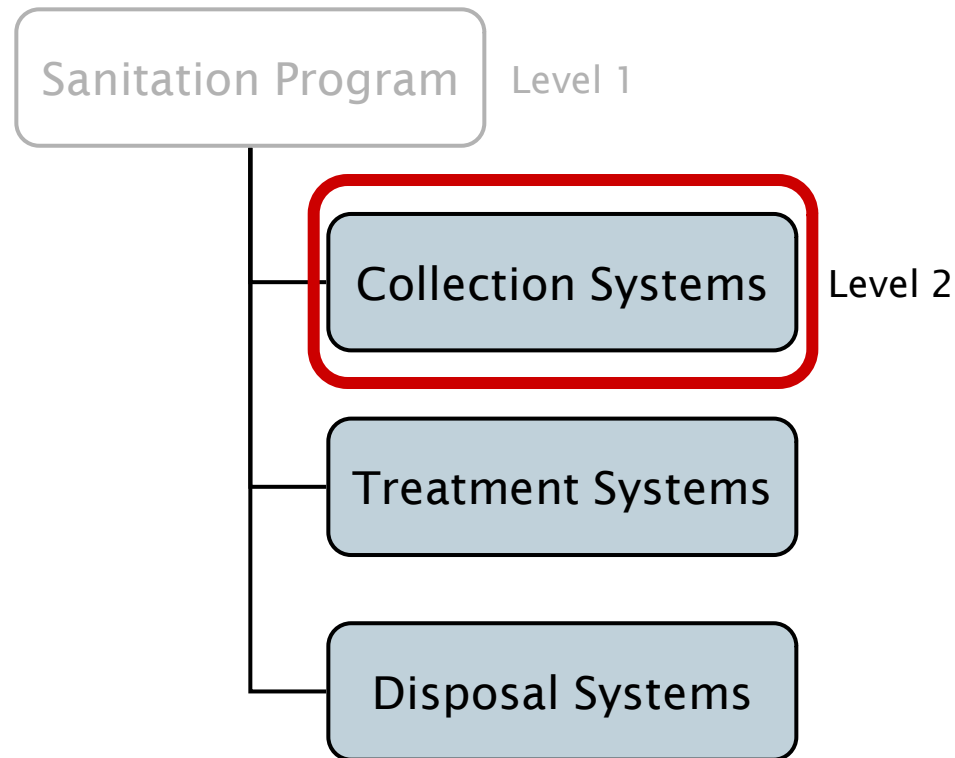 Sanitation Program
Level 1
Collection Systems
Level 2
Treatment Systems
Disposal Systems